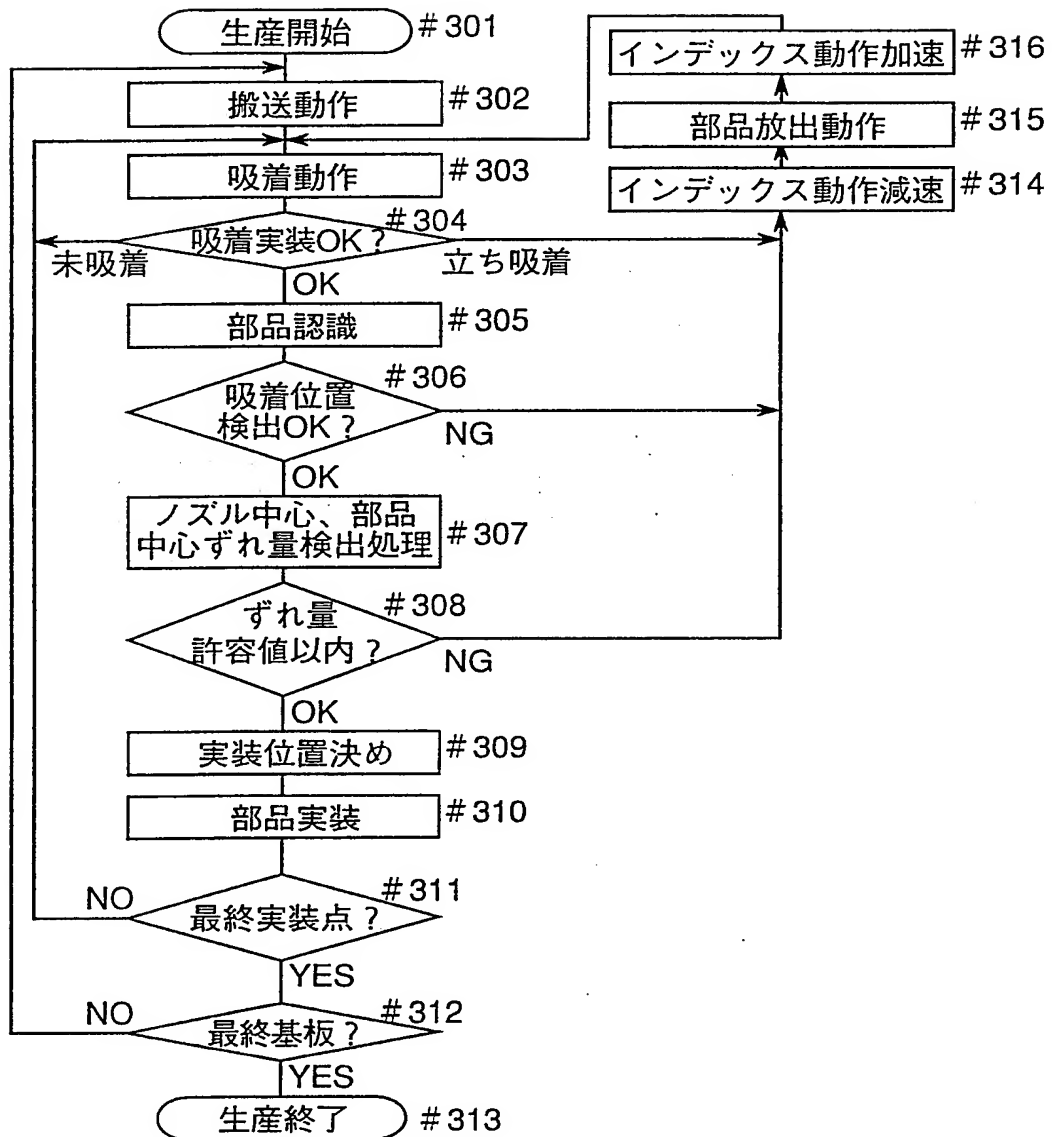 生産開始 #301
搬送動作 #302
吸着動作 #303
#304
吸着実装OK?
未吸着
立ち吸着
OK
部品認識 #305
#306
吸着位置
検出OK?
NG
OK
ノズル中心、部品
中心ずれ量検出処理 #307
#308
ずれ量
許容値以内?
NG
OK
実装位置決め #309
部品実装 #310
#311
NO
最終実装点?
YES
#312
NO
最終基板?
YES
生産終了 #313
インデックス動作加速 #316
部品放出動作 #315
インデックス動作減速 #314